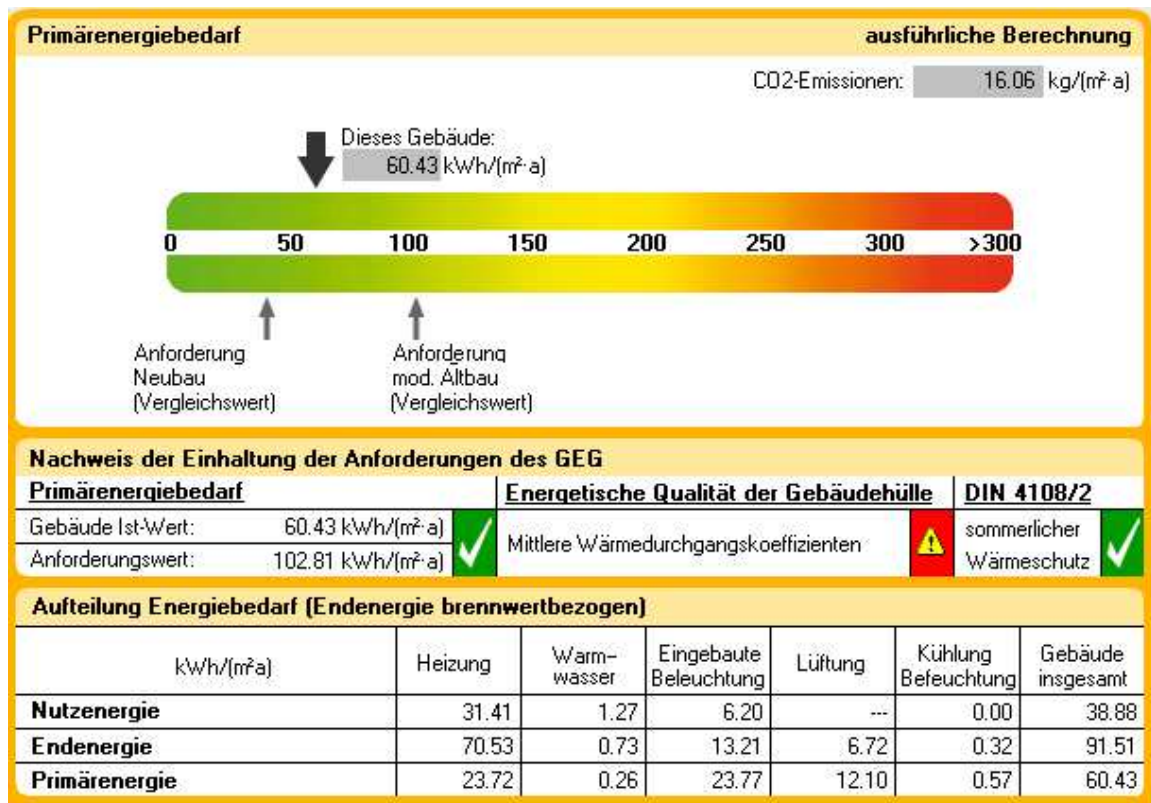 Primärenergiebedarf ausführliche Berechnung
CO2-Emissionen: 16.06 kg/(m²·a)
Dieses Gebäude:
60.43 kWh/(m²·a)
0 50 100 150 200 250 300 >300
Anforderung
Neubau
(Vergleichswert)
Anforderung
mod. Altbau
(Vergleichswert)
Nachweis der Einhaltung der Anforderungen des GEG
Primärenergiebedarf Energetische Qualität der Gebäudehülle DIN 4108/2
Gebäude Ist-Wert: 60.43 kWh/(m²·a)
Anforderungswert: 102.81 kWh/(m²·a)
Mittlere Wärmedurchgangskoeffizienten
sommerlicher
Wärmeschutz
Aufteilung Energiebedarf (Endenergie brennwertbezogen)
kWh/(m²a) Heizung Warm-
wasser Eingebaute
Beleuchtung Lüftung Kühlung
Befeuchtung Gebäude
insgesamt
Nutzenergie 31.41 1.27 6.20 --- 0.00 38.88
Endenergie 70.53 0.73 13.21 6.72 0.32 91.51
Primärenergie 23.72 0.26 23.77 12.10 0.57 60.43